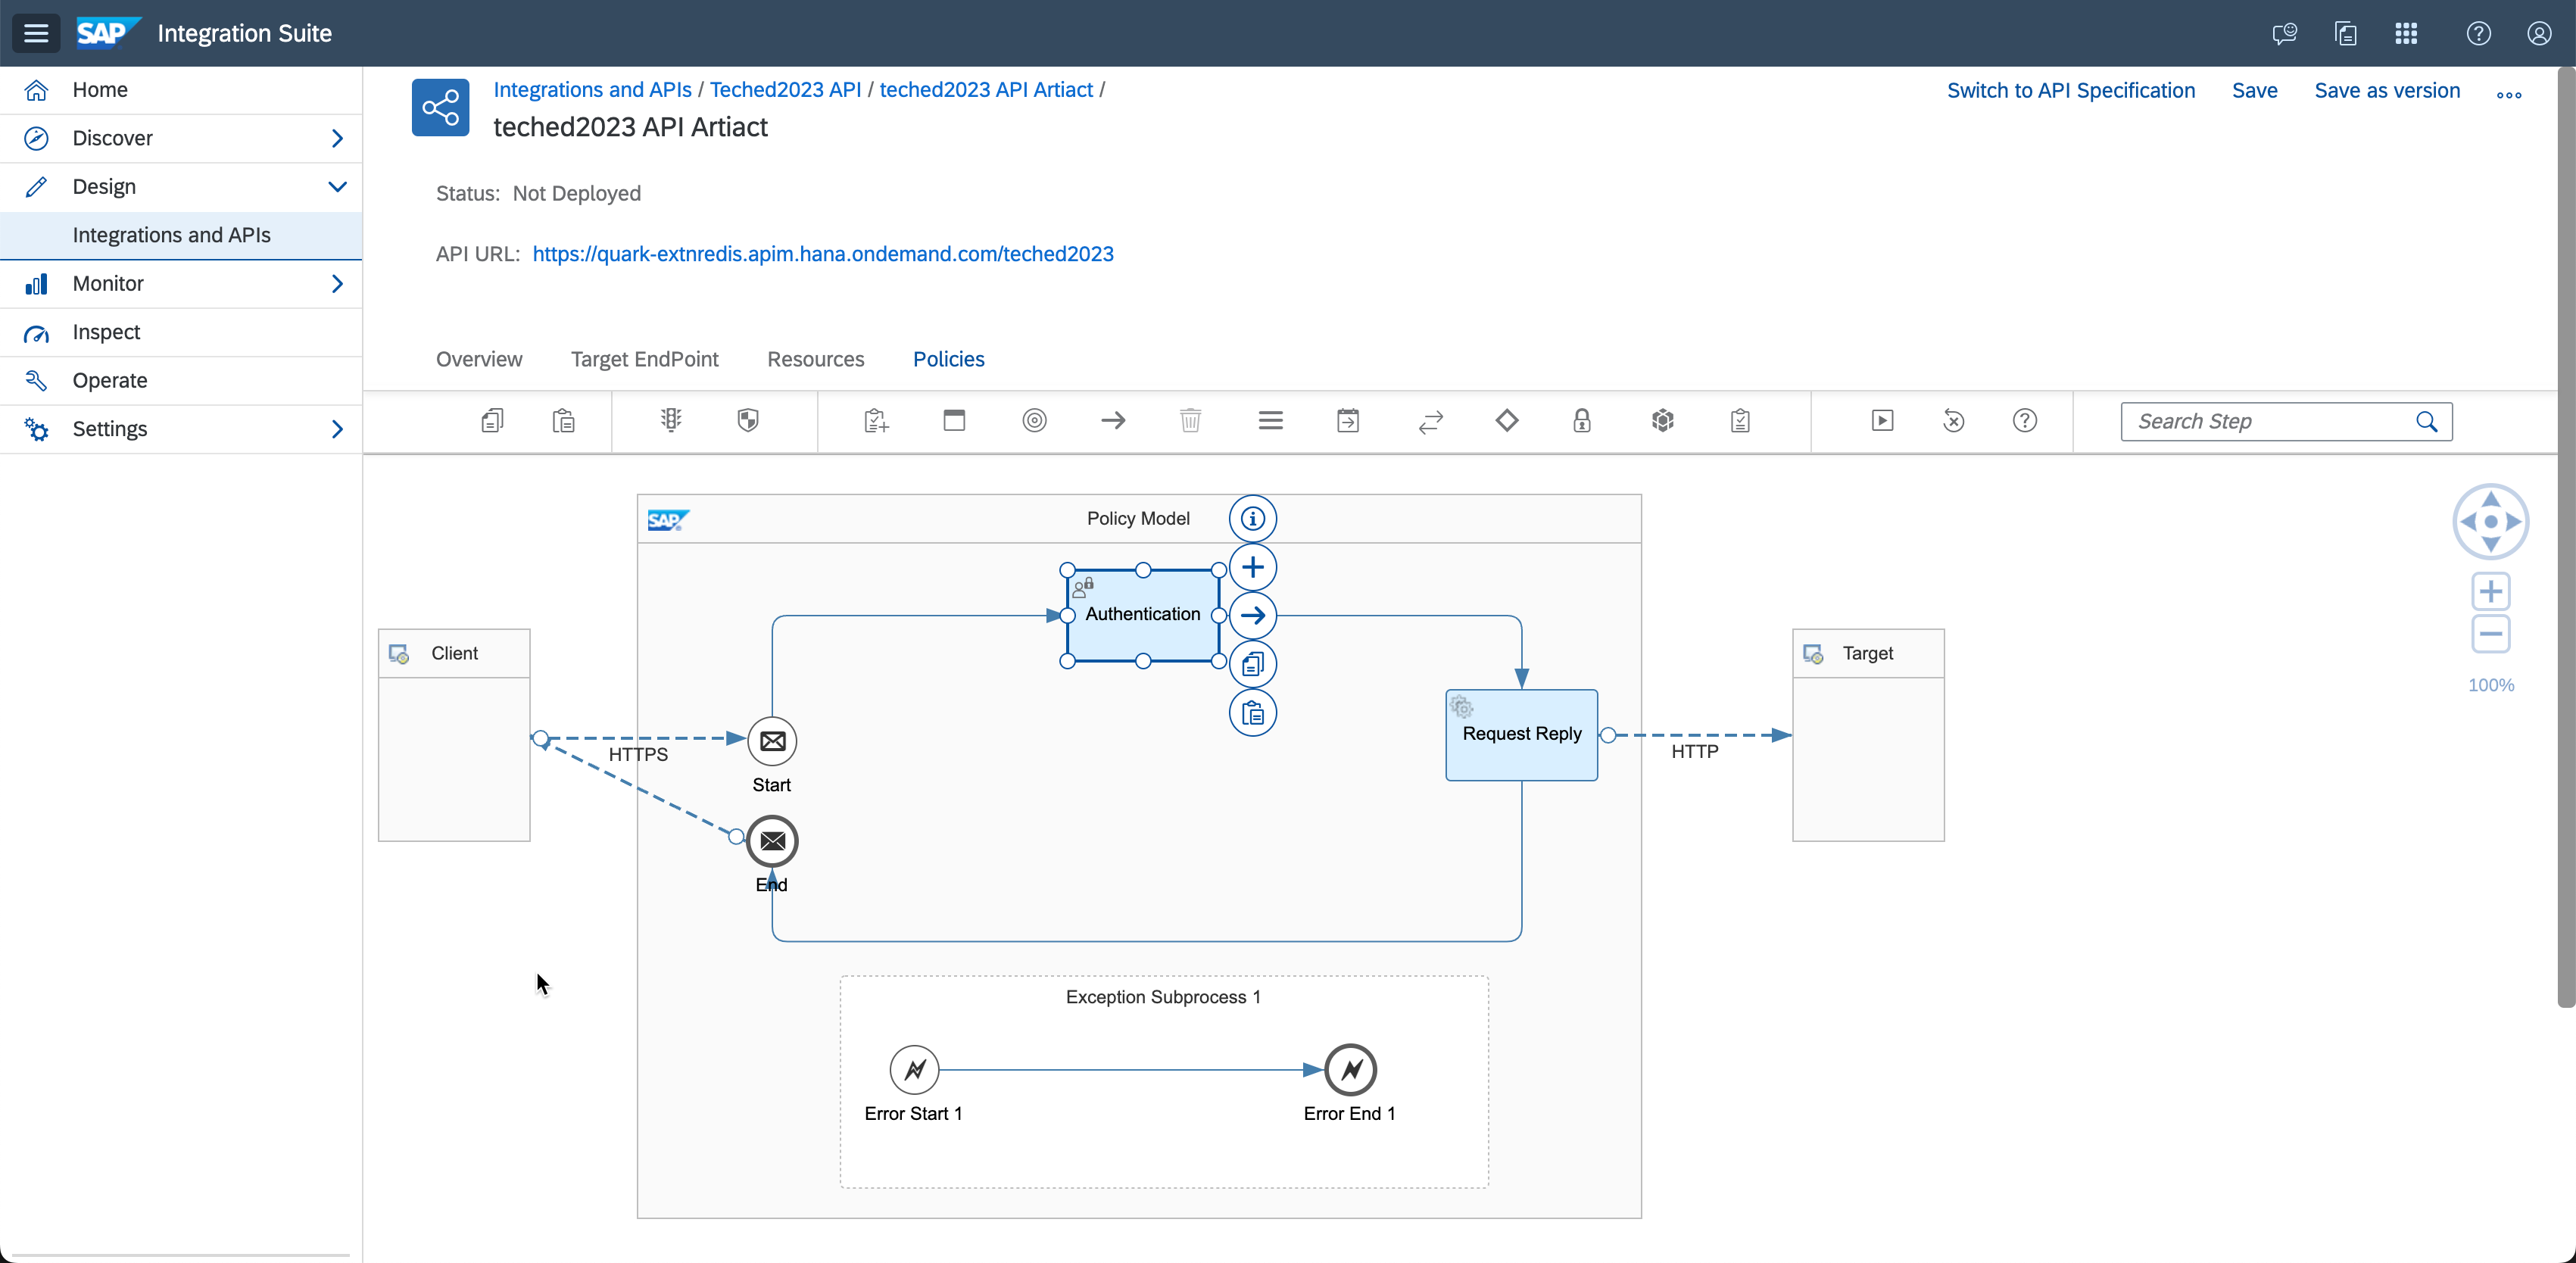 SAP Integration Suite
Home
Discover
Design
Integrations and APIs
Monitor
Inspect
Operate
Settings
Integrations and APIs / Teched2023 API / teched2023 API Artiact /
teched2023 API Artiact
Switch to API Specification Save Save as version
Status: Not Deployed
API URL: https://quark-extnredis.apim.hana.ondemand.com/teched2023
Overview Target EndPoint Resources Policies
Search Step
SAP Policy Model
Authentication
Client
Target
100%
Request Reply
HTTPS
HTTP
Start
End
Exception Subprocess 1
Error Start 1
Error End 1